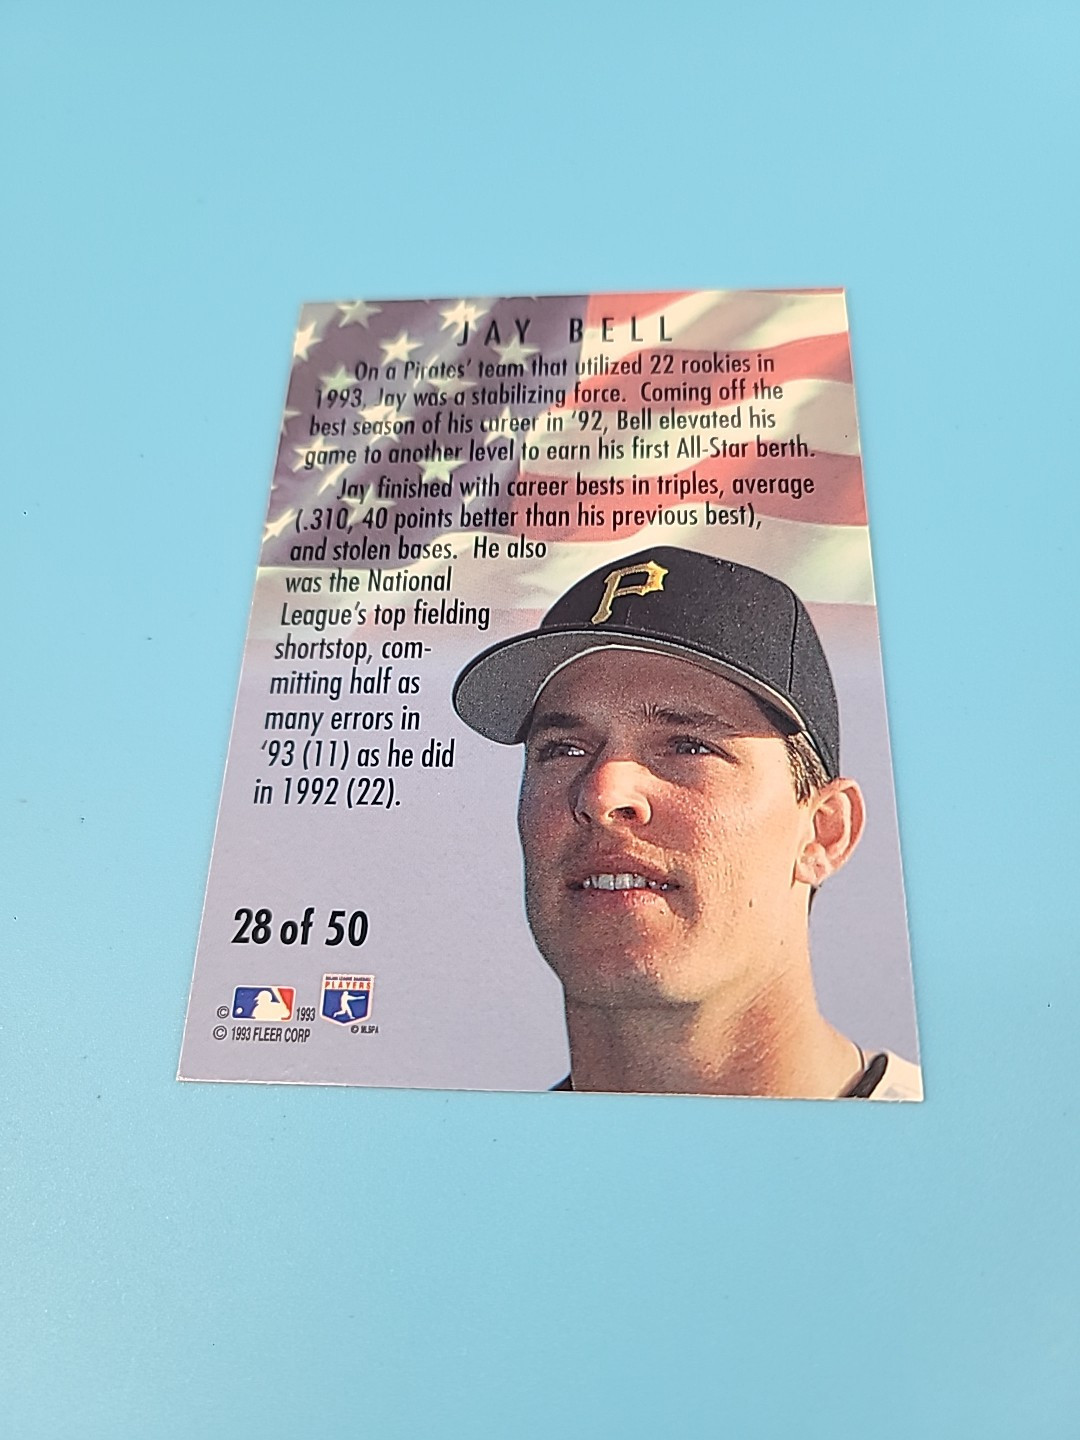 JAY BELL
On a Pirates' team that utilized 22 rookies in
1993, Jay was a stabilizing force. Coming off the
best season of his career in '92, Bell elevated his
game to another level to earn his first All-Star berth.
Jay finished with career bests in triples, average
(.310, 40 points better than his previous best),
and stolen bases. He also
was the National
League's top fielding
shortstop, com-
mitting half as
many errors in
'93 (11) as he did
in 1992 (22).
P
28 of 50
MAJOR LEAGUE BASEBALL
PLAYERS
© 1993
© MLBPA
© 1993 FLEER CORP